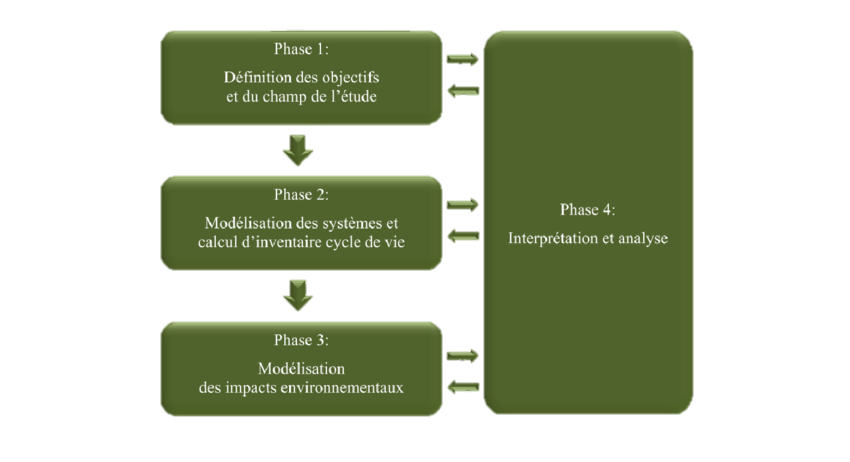 Phase 1:
Définition des objectifs
et du champ de l’étude
Phase 2:
Modélisation des systèmes et
calcul d’inventaire cycle de vie
Phase 3:
Modélisation
des impacts environnementaux
Phase 4:
Interprétation et analyse